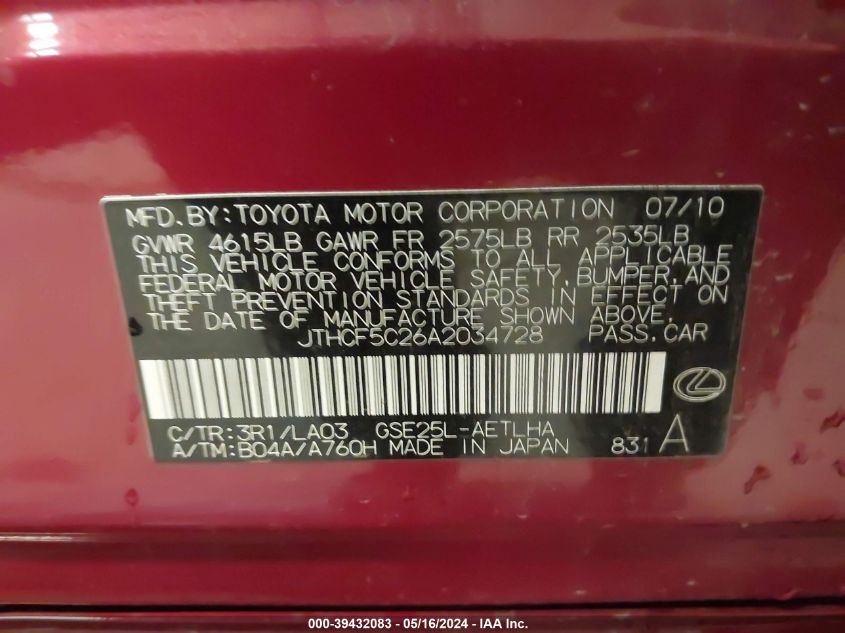 MFD.BY:TOYOTA MOTOR CORPORATION 07/10
GVWR 4615LB GAWR FR 2575LB RR 2535LB
THIS VEHICLE CONFORMS TO ALL APPLICABLE
FEDERAL MOTOR VEHICLE SAFETY,BUMPER,AND
THEFT PREVENTION STANDARDS IN EFFECT ON
THE DATE OF MANUFACTURE SHOWN ABOVE.
JTHCF5C26A2034728 PASS.CAR
C/TR:3R1/LA03 GSE25L-AETLHA
A/TM:B04A/A760H MADE IN JAPAN 831 A
000-39432083 - 05/16/2024 - IAA Inc.